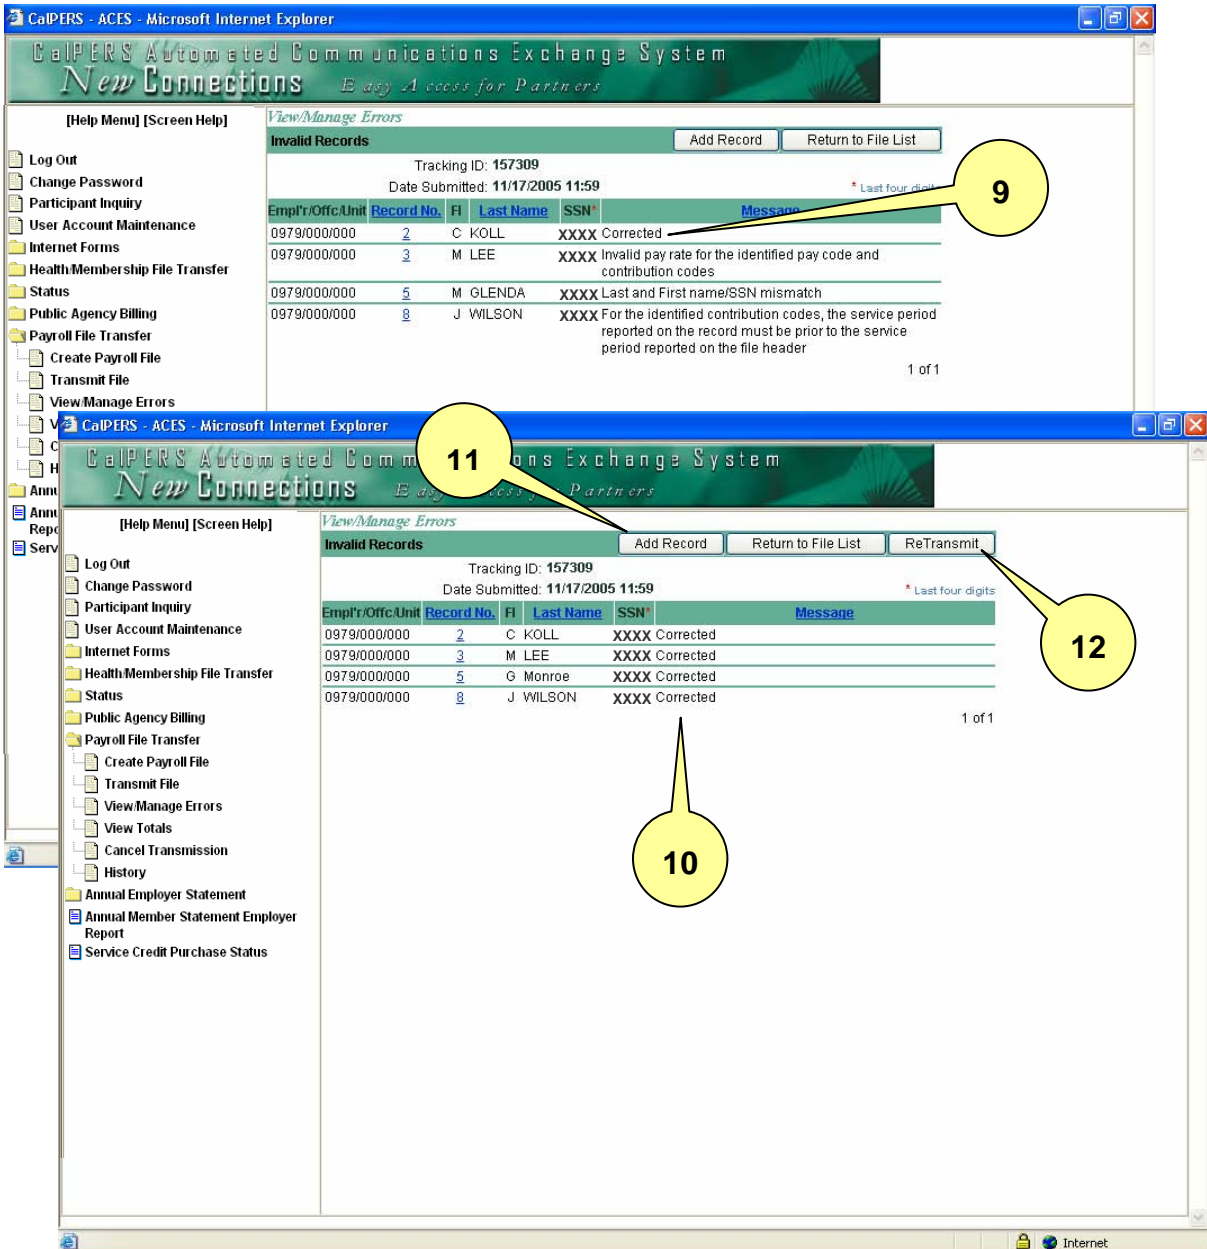 CalPERS - ACES - Microsoft Internet Explorer
CalPERS Automated Communications Exchange System
New Connections Easy Access for Partners
[Help Menu] [Screen Help]
Log Out
Change Password
Participant Inquiry
User Account Maintenance
Internet Forms
Health/Membership File Transfer
Status
Public Agency Billing
Payroll File Transfer
Create Payroll File
Transmit File
View/Manage Errors
V
C
H
Annu
Annu
Repo
Serv
View/Manage Errors
Invalid Records Add Record Return to File List
Tracking ID: 157309
Date Submitted: 11/17/2005 11:59 * Last four digits
Empl'r/Offc/Unit Record No. FI Last Name SSN* Message
0979/000/000 2 C KOLL XXXX Corrected
0979/000/000 3 M LEE XXXX Invalid pay rate for the identified pay code and
contribution codes
0979/000/000 5 M GLENDA XXXX Last and First name/SSN mismatch
0979/000/000 8 J WILSON XXXX For the identified contribution codes, the service period
reported on the record must be prior to the service
period reported on the file header
1 of 1
9
CalPERS - ACES - Microsoft Internet Explorer
CalPERS Automated Comm ons Exchange System
New Connections Eas cess for Partners
11
[Help Menu] [Screen Help]
Log Out
Change Password
Participant Inquiry
User Account Maintenance
Internet Forms
Health/Membership File Transfer
Status
Public Agency Billing
Payroll File Transfer
Create Payroll File
Transmit File
View/Manage Errors
View Totals
Cancel Transmission
History
Annual Employer Statement
Annual Member Statement Employer
Report
Service Credit Purchase Status
View/Manage Errors
Invalid Records Add Record Return to File List ReTransmit
Tracking ID: 157309
Date Submitted: 11/17/2005 11:59 * Last four digits
Empl'r/Offc/Unit Record No. FI Last Name SSN* Message
0979/000/000 2 C KOLL XXXX Corrected
0979/000/000 3 M LEE XXXX Corrected
0979/000/000 5 G Monroe XXXX Corrected
0979/000/000 8 J WILSON XXXX Corrected
1 of 1
12
10
Internet